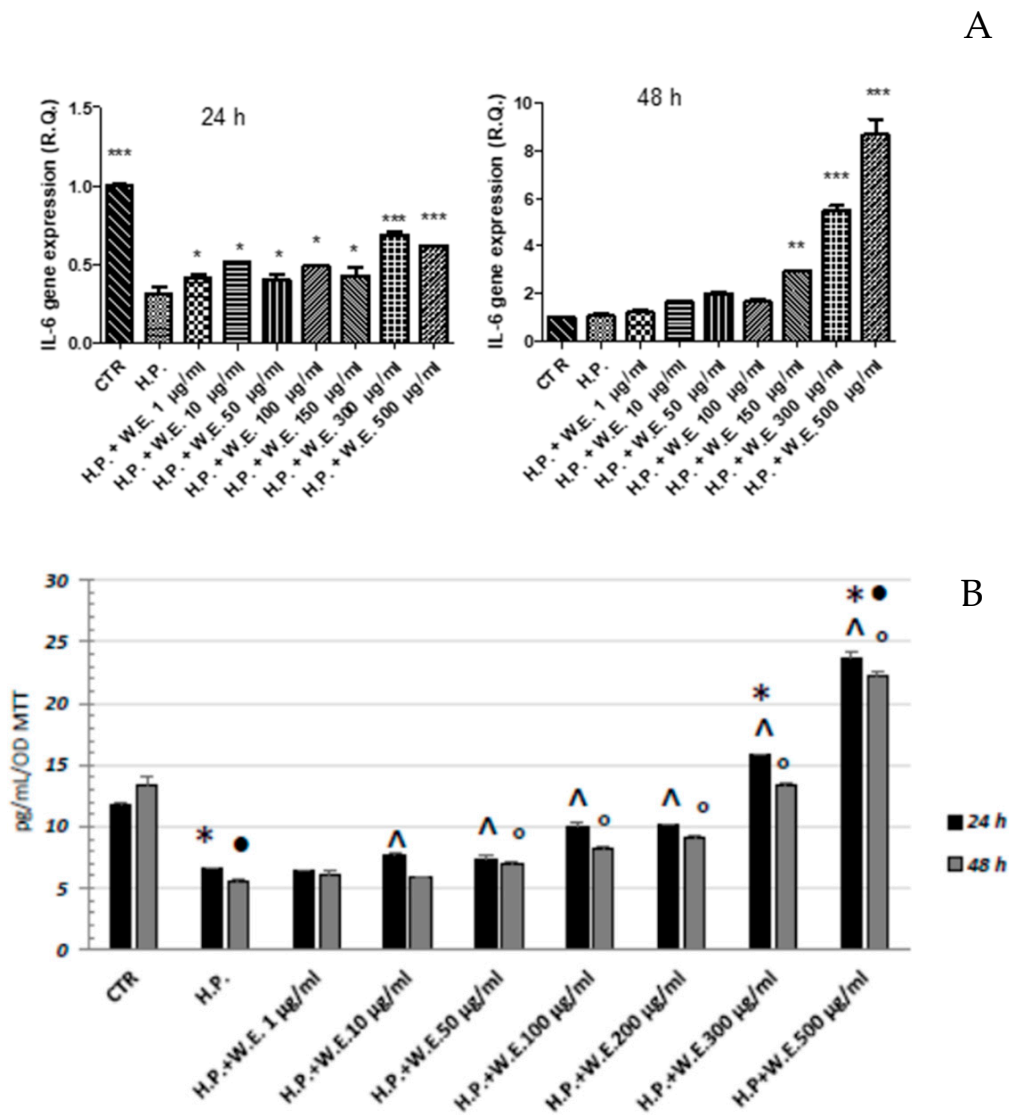 A
24 h
48 h
IL-6 gene expression (R.Q.)
1.5
1.0
0.5
0.0
***
*
*
*
*
*
***
***
CTR
H.P.
H.P. + W.E. 1 µg/ml
H.P. + W.E. 10 µg/ml
H.P. + W.E. 50 µg/ml
H.P. + W.E. 100 µg/ml
H.P. + W.E. 150 µg/ml
H.P. + W.E. 300 µg/ml
H.P. + W.E. 500 µg/ml
IL-6 gene expression (R.Q.)
10
8
6
4
2
0
**
***
***
CTR
H.P.
H.P. + W.E. 1 µg/ml
H.P. + W.E. 10 µg/ml
H.P. + W.E. 50 µg/ml
H.P. + W.E. 100 µg/ml
H.P. + W.E. 150 µg/ml
H.P. + W.E. 300 µg/ml
H.P. + W.E. 500 µg/ml
B
pg/mL/OD MTT
30
25
20
15
10
5
0
* ●
^
^ °
^ °
^ °
*
^ °
* ●
^ °
24 h
48 h
CTR
H.P.
H.P.+W.E. 1 µg/ml
H.P.+W.E.10 µg/ml
H.P.+W.E.50 µg/ml
H.P.+W.E.100 µg/ml
H.P.+W.E.200 µg/ml
H.P.+W.E.300 µg/ml
H.P+W.E.500 µg/ml